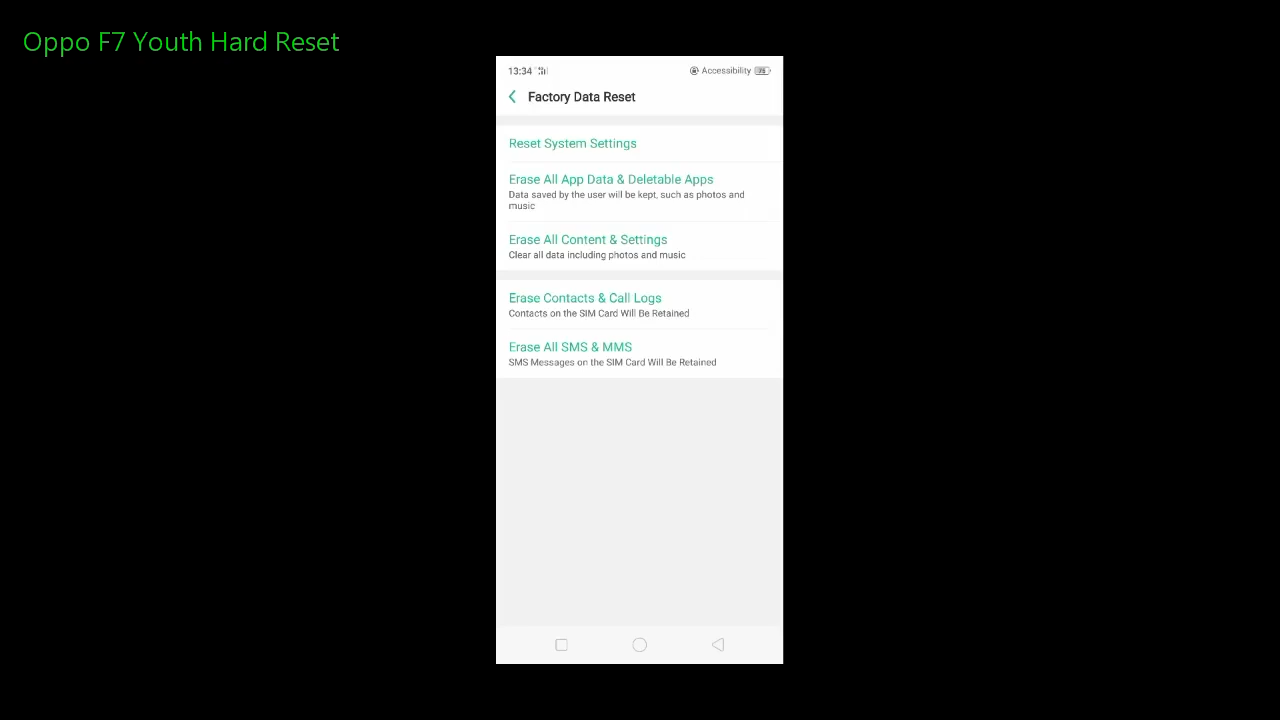 Oppo F7 Youth Hard Reset
13:34 Accessibility 75
Factory Data Reset
Reset System Settings
Erase All App Data & Deletable Apps
Data saved by the user will be kept, such as photos and
music
Erase All Content & Settings
Clear all data including photos and music
Erase Contacts & Call Logs
Contacts on the SIM Card Will Be Retained
Erase All SMS & MMS
SMS Messages on the SIM Card Will Be Retained